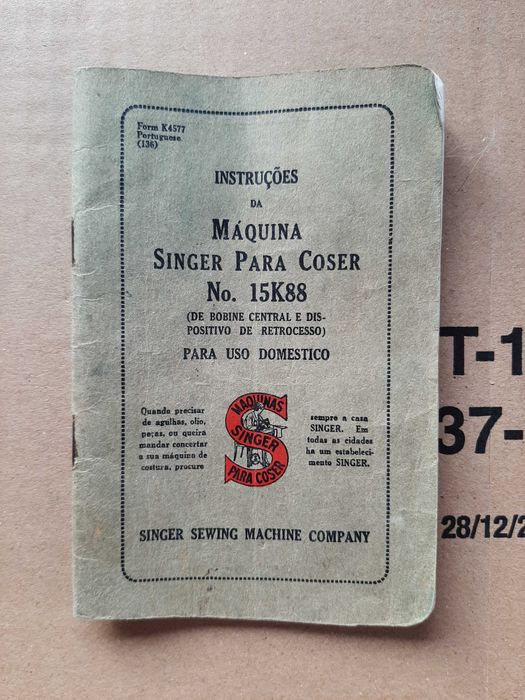 Form K4577
Portuguese
(136)
INSTRUÇÕES
DA
MÁQUINA
SINGER PARA COSER
No. 15K88
(DE BOBINE CENTRAL E DIS-
POSITIVO DE RETROCESSO)
PARA USO DOMESTICO
Quando precisar
de agulhas, olio,
peças, ou queira
mandar concertar
a sua máquina de
costura, procure
MAQUINAS
SINGER
PARA COSER
sempre a casa
SINGER. Em
todas as cidades
ha um estabeleci-
mento SINGER.
SINGER SEWING MACHINE COMPANY
T-1
37-
28/12/2